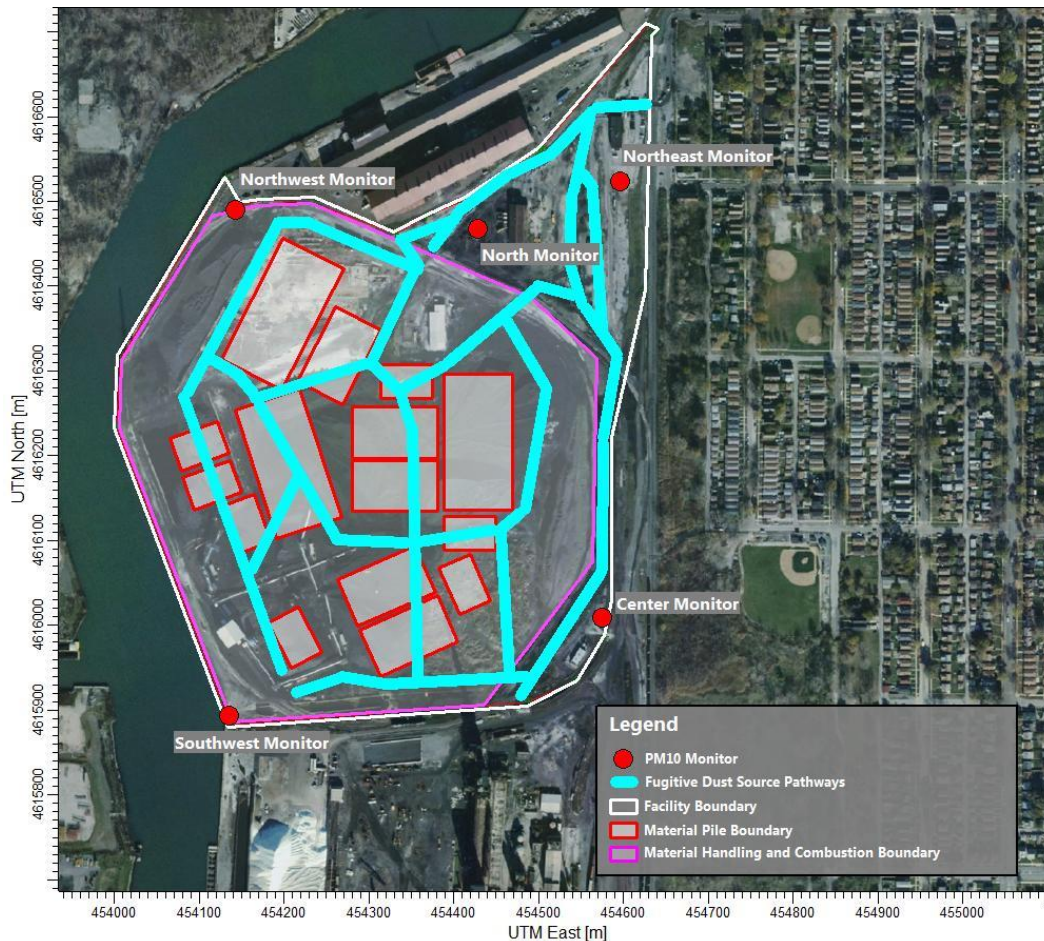 UTM North [m]
4616600
4616500
4616400
4616300
4616200
4616100
4616000
4615900
4615800
Northwest Monitor
Northeast Monitor
North Monitor
Center Monitor
Southwest Monitor
Legend
PM10 Monitor
Fugitive Dust Source Pathways
Facility Boundary
Material Pile Boundary
Material Handling and Combustion Boundary
454000 454100 454200 454300 454400 454500 454600 454700 454800 454900 455000
UTM East [m]